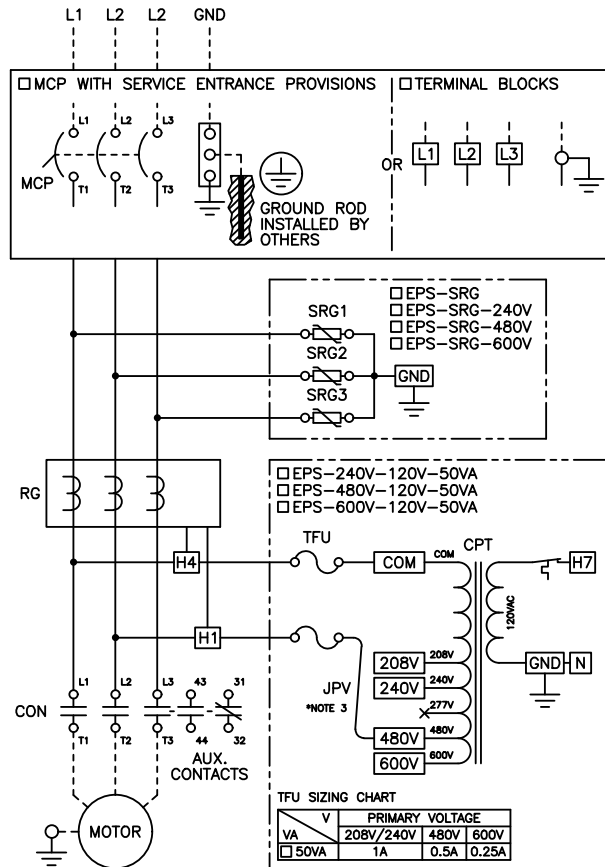 L1 L2 L2 GND
□ MCP WITH SERVICE ENTRANCE PROVISIONS
□ TERMINAL BLOCKS
L1 L2 L3
MCP
T1 T2 T3
GROUND ROD
INSTALLED BY
OTHERS
OR
L1 L2 L3
SRG1
SRG2
SRG3
□ EPS-SRG
□ EPS-SRG-240V
□ EPS-SRG-480V
□ EPS-SRG-600V
GND
RG
□ EPS-240V-120V-50VA
□ EPS-480V-120V-50VA
□ EPS-600V-120V-50VA
H4
TFU
COM
COM
CPT
H7
120VAC
H1
208V 208V
240V 240V
277V
480V 480V
600V 600V
JPV
*NOTE 3
GND N
L1 L2 L3 43 31
CON
T1 T2 T3 44 32
AUX.
CONTACTS
MOTOR
TFU SIZING CHART
V PRIMARY VOLTAGE
VA 208V/240V 480V 600V
□ 50VA 1A 0.5A 0.25A